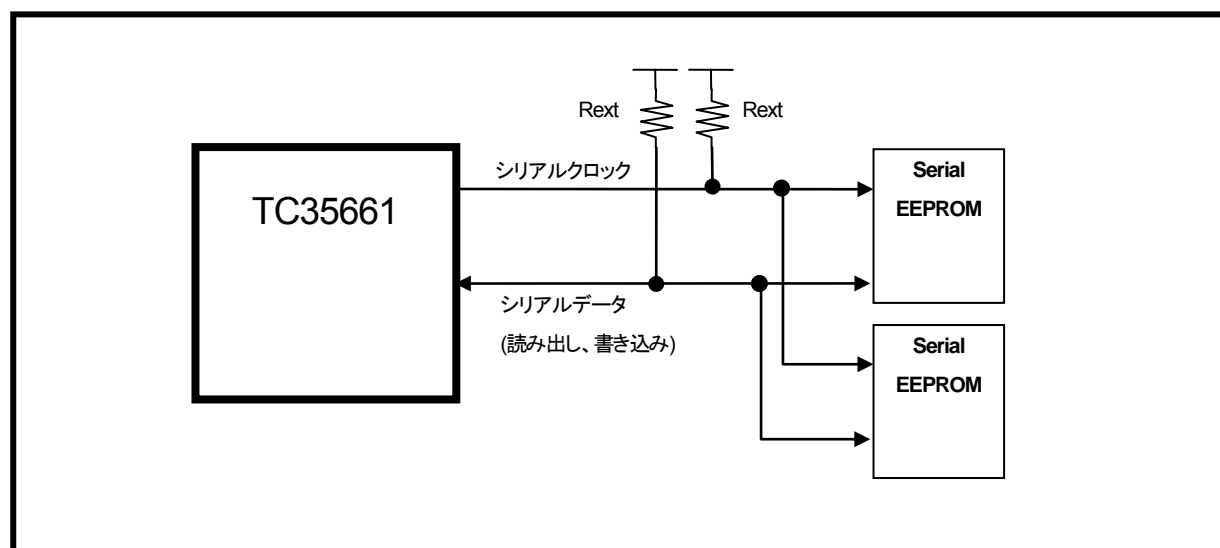 Rext
Rext
シリアルクロック
TC35661
Serial
EEPROM
シリアルデータ
(読み出し、書き込み)
Serial
EEPROM